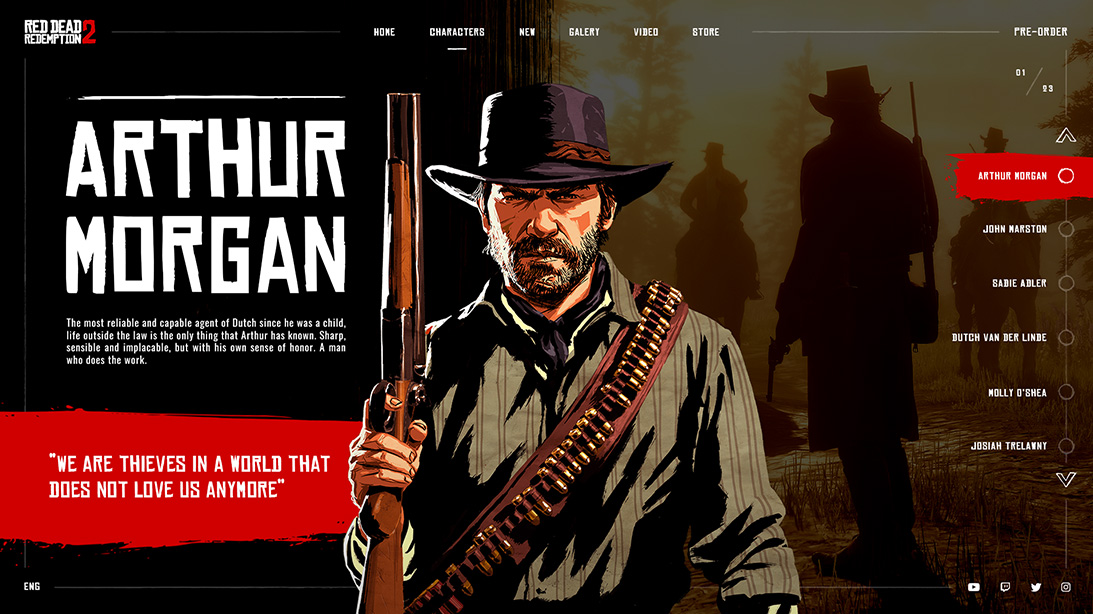 RED DEAD
REDEMPTION 2
HOME
CHARACTERS
NEW
GALERY
VIDEO
STORE
PRE-ORDER
01
23
ARTHUR
MORGAN
The most reliable and capable agent of Dutch since he was a child,
life outside the law is the only thing that Arthur has known. Sharp,
sensible and implacable, but with his own sense of honor. A man
who does the work.
"WE ARE THIEVES IN A WORLD THAT
DOES NOT LOVE US ANYMORE"
ARTHUR MORGAN
JOHN MARSTON
SADIE ADLER
DUTCH VAN DER LINDE
MOLLY O'SHEA
JOSIAH TRELAWNY
ENG